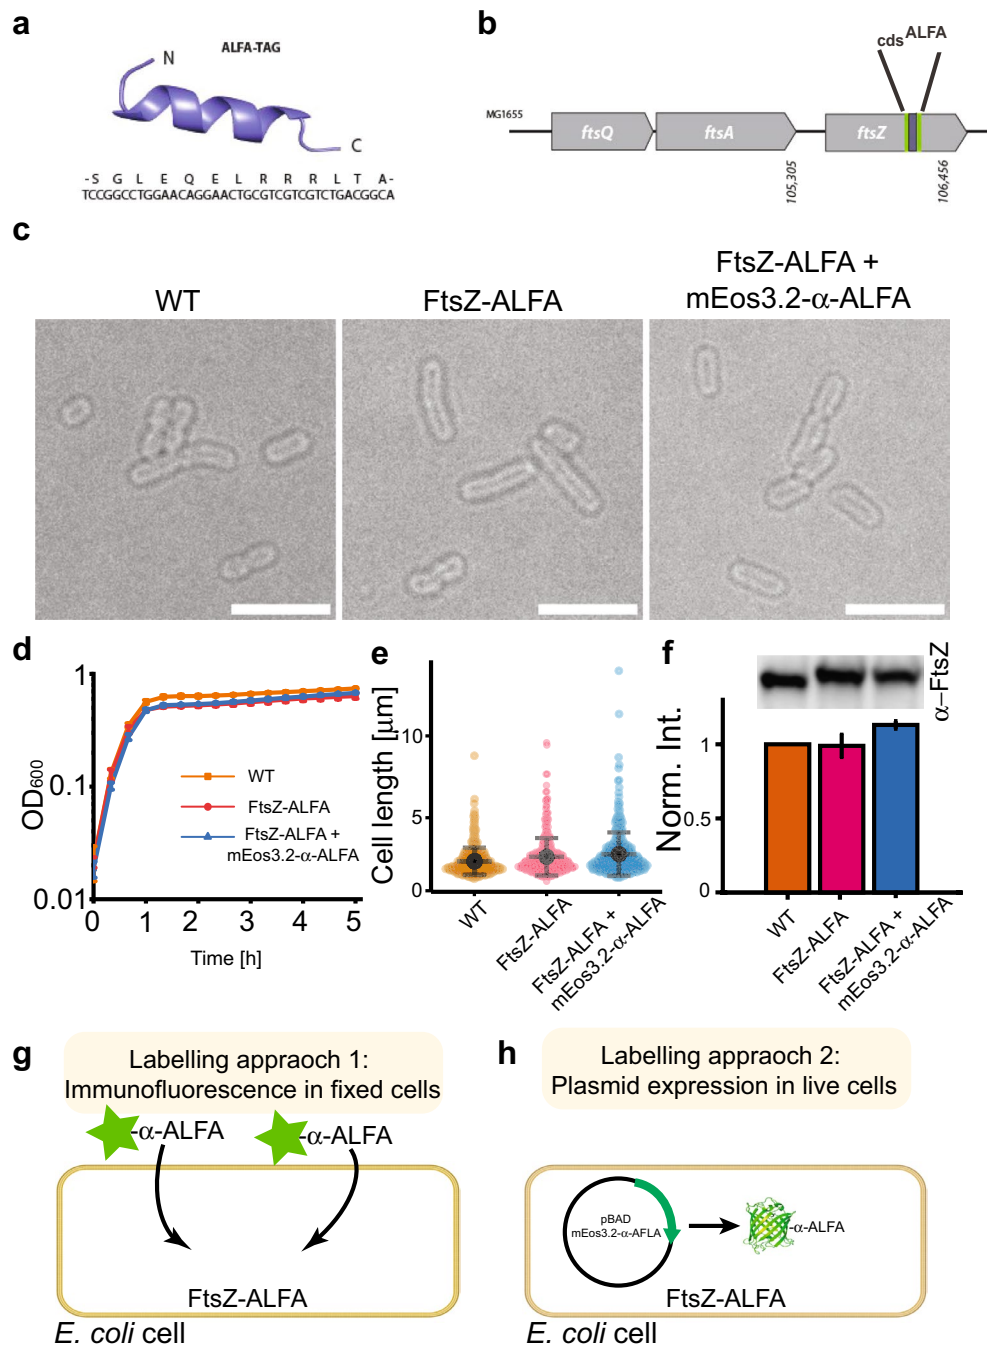 a
ALFA-TAG
N
C
-S G L E Q E L R R R L T A-
TCCGGCCTGGAACAGGAACTGCGTCGTCGTCTGACGGCA
b
cds ALFA
MG1655
ftsQ
ftsA
ftsZ
105,305
106,456
c
WT
FtsZ-ALFA
FtsZ-ALFA +
mEos3.2-α-ALFA
d
1
0.1
0.01
OD600
WT
FtsZ-ALFA
FtsZ-ALFA +
mEos3.2-α-ALFA
0 1 2 3 4 5
Time [h]
e
Cell length [µm]
10
5
0
WT
FtsZ-ALFA
FtsZ-ALFA +
mEos3.2-α-ALFA
f
α–FtsZ
Norm. Int.
1
0.5
0
WT
FtsZ-ALFA
FtsZ-ALFA +
mEos3.2-α-ALFA
g
Labelling appraoch 1:
Immunofluorescence in fixed cells
-α-ALFA
-α-ALFA
FtsZ-ALFA
E. coli cell
h
Labelling appraoch 2:
Plasmid expression in live cells
pBAD
mEos3.2-α-AFLA
-α-ALFA
FtsZ-ALFA
E. coli cell